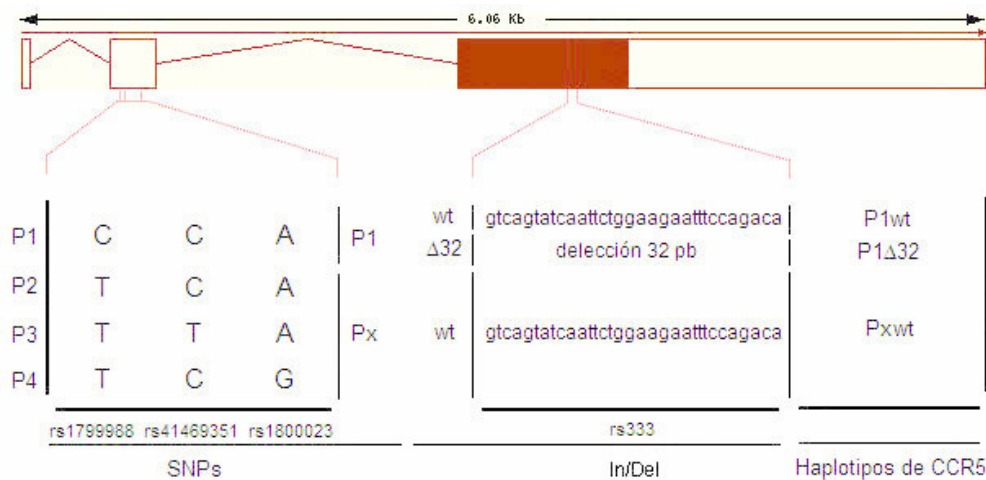 6.06 Kb
P1 C C A P1 wt gtcagtatcaattctggaagaatttccagaca P1wt
Δ32 delección 32 pb P1Δ32
P2 T C A
P3 T T A Px wt gtcagtatcaattctggaagaatttccagaca Pxwt
P4 T C G
rs1799988 rs41469351 rs1800023 rs333
SNPs In/Del Haplotipos de CCR5